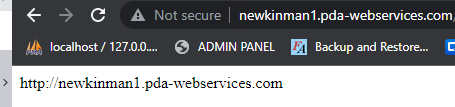 Not secure | newkinman1.pda-webservices.com
localhost / 127.0.0.... ADMIN PANEL Backup and Restore...
http://newkinman1.pda-webservices.com